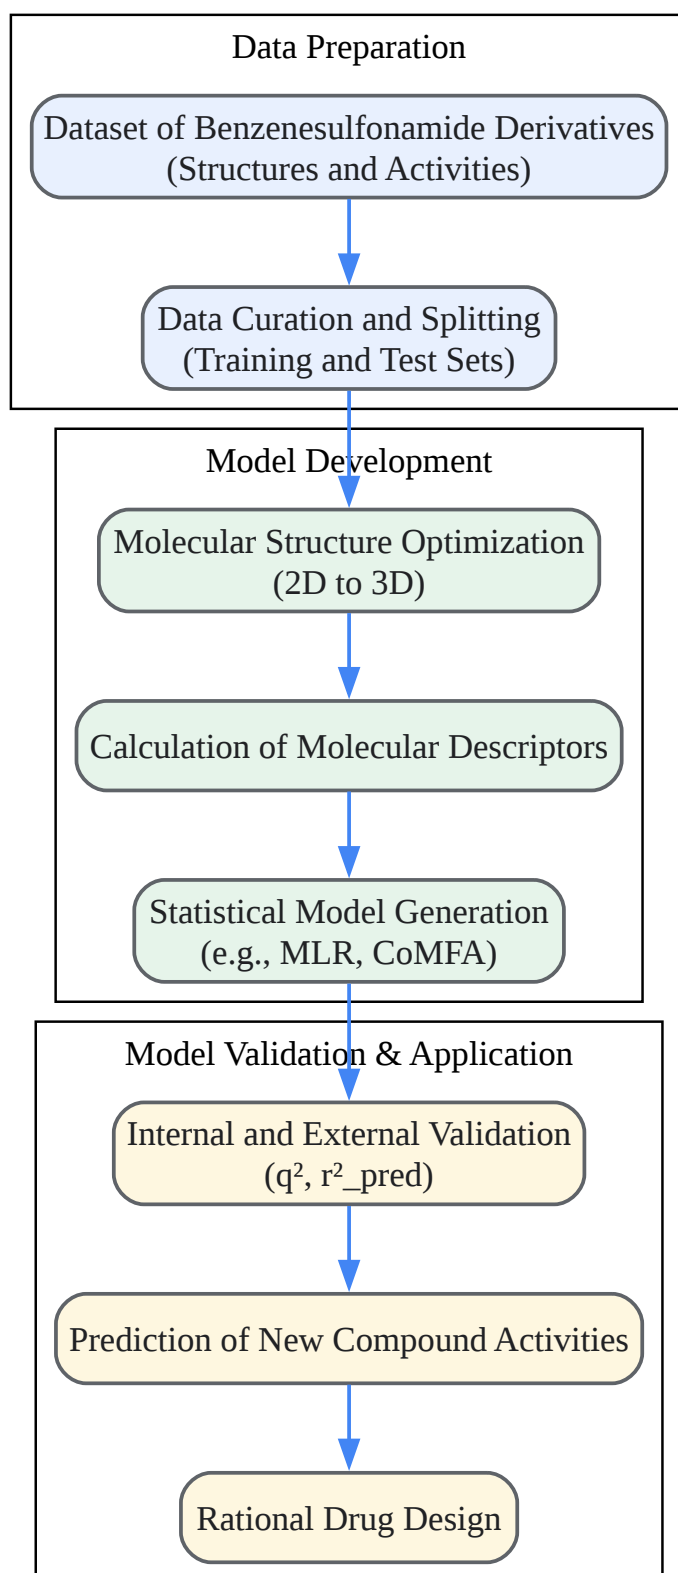 Data Preparation
Dataset of Benzenesulfonamide Derivatives
(Structures and Activities)
Data Curation and Splitting
(Training and Test Sets)
Model Development
Molecular Structure Optimization
(2D to 3D)
Calculation of Molecular Descriptors
Statistical Model Generation
(e.g., MLR, CoMFA)
Model Validation & Application
Internal and External Validation
(q², r²_pred)
Prediction of New Compound Activities
Rational Drug Design